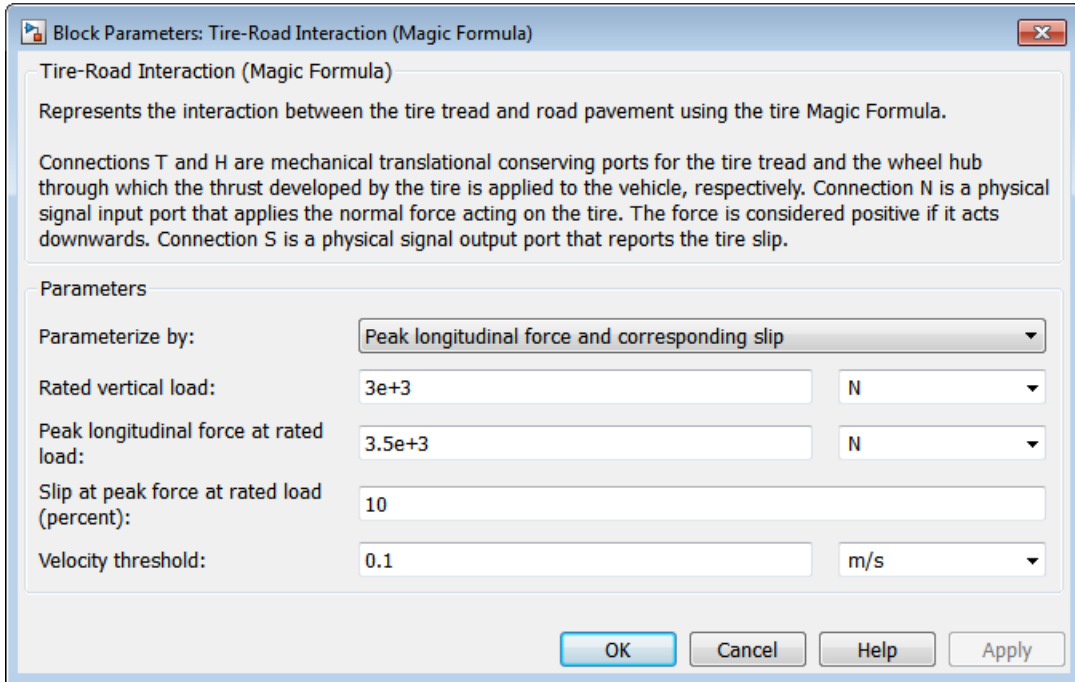 Block Parameters: Tire-Road Interaction (Magic Formula)
Tire-Road Interaction (Magic Formula)
Represents the interaction between the tire tread and road pavement using the tire Magic Formula.
Connections T and H are mechanical translational conserving ports for the tire tread and the wheel hub
through which the thrust developed by the tire is applied to the vehicle, respectively. Connection N is a physical
signal input port that applies the normal force acting on the tire. The force is considered positive if it acts
downwards. Connection S is a physical signal output port that reports the tire slip.
Parameters
Parameterize by: Peak longitudinal force and corresponding slip
Rated vertical load: 3e+3 N
Peak longitudinal force at rated
load: 3.5e+3 N
Slip at peak force at rated load
(percent): 10
Velocity threshold: 0.1 m/s
OK Cancel Help Apply